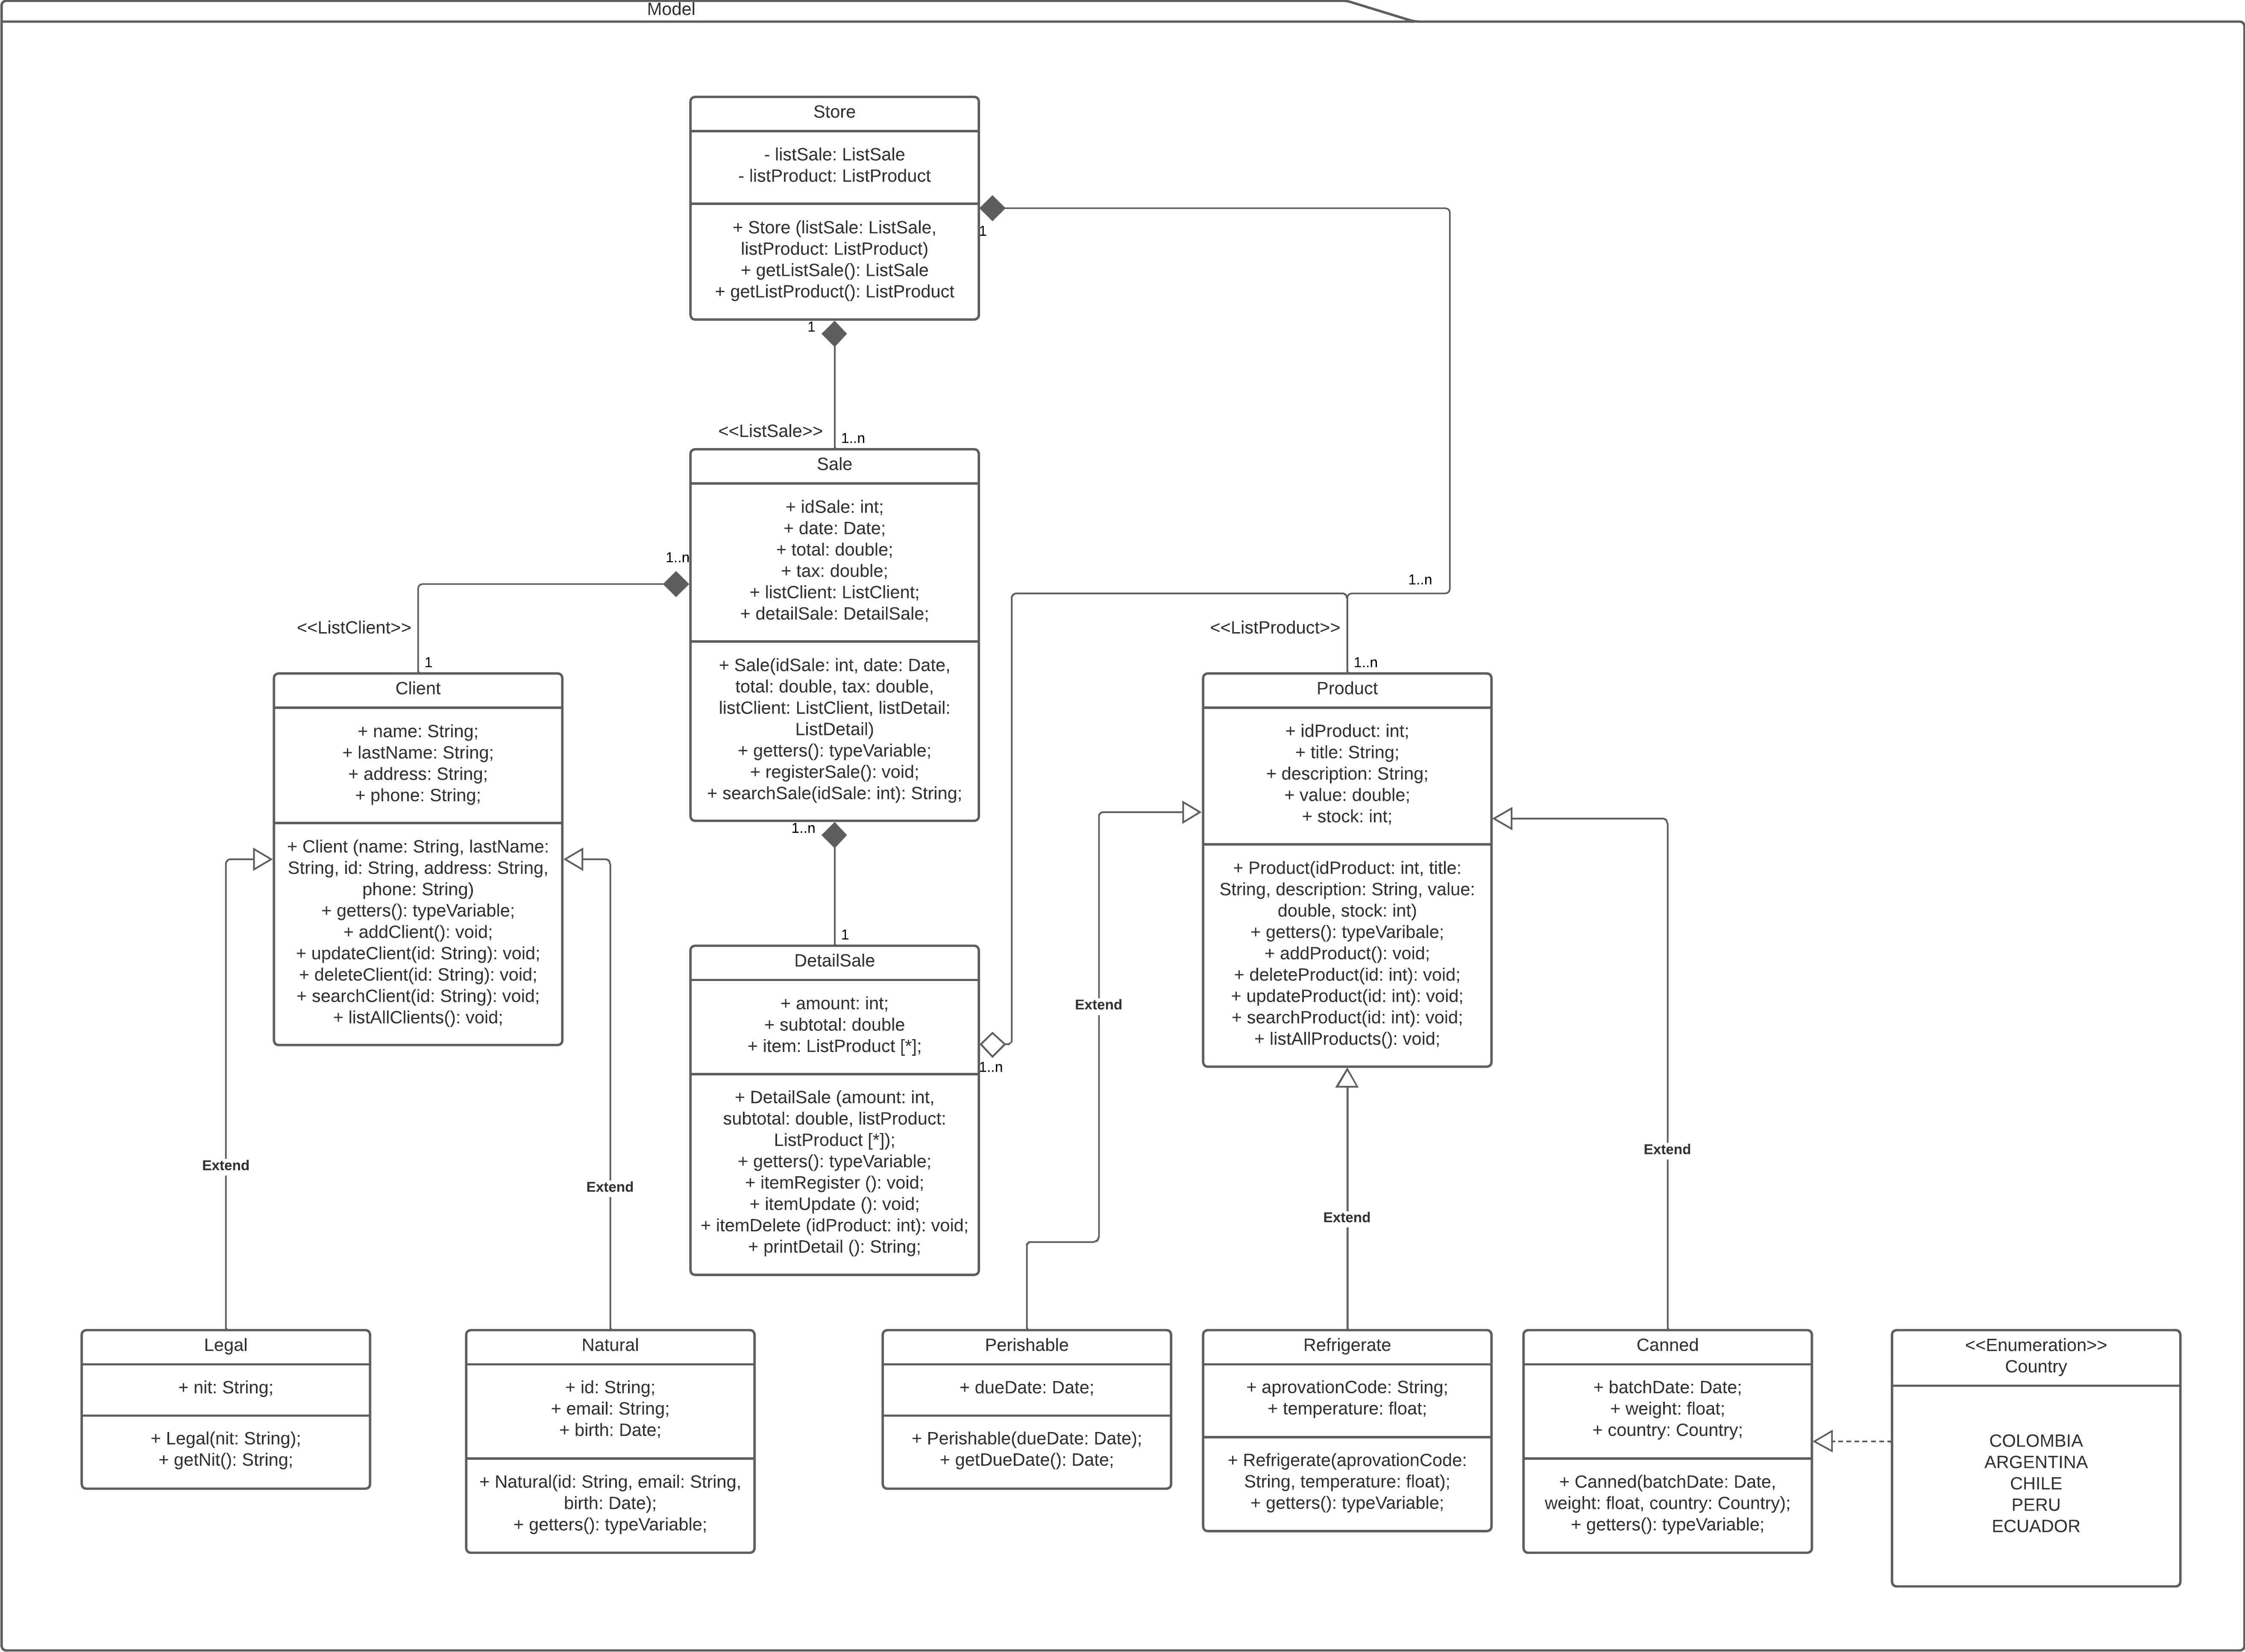 Model
Store
- listSale: ListSale
- listProduct: ListProduct
+ Store (listSale: ListSale,
listProduct: ListProduct)
+ getListSale(): ListSale
+ getListProduct(): ListProduct
1
1
<<ListSale>>
1..n
Sale
+ idSale: int;
+ date: Date;
+ total: double;
+ tax: double;
+ listClient: ListClient;
+ detailSale: DetailSale;
+ Sale(idSale: int, date: Date,
total: double, tax: double,
listClient: ListClient, listDetail:
ListDetail)
+ getters(): typeVariable;
+ registerSale(): void;
+ searchSale(idSale: int): String;
1..n
<<ListClient>>
1
1..n
<<ListProduct>>
1..n
Client
+ name: String;
+ lastName: String;
+ address: String;
+ phone: String;
+ Client (name: String, lastName:
String, id: String, address: String,
phone: String)
+ getters(): typeVariable;
+ addClient(): void;
+ updateClient(id: String): void;
+ deleteClient(id: String): void;
+ searchClient(id: String): void;
+ listAllClients(): void;
Product
+ idProduct: int;
+ title: String;
+ description: String;
+ value: double;
+ stock: int;
+ Product(idProduct: int, title:
String, description: String, value:
double, stock: int)
+ getters(): typeVaribale;
+ addProduct(): void;
+ deleteProduct(id: int): void;
+ updateProduct(id: int): void;
+ searchProduct(id: int): void;
+ listAllProducts(): void;
1..n
1
DetailSale
+ amount: int;
+ subtotal: double
+ item: ListProduct [*];
+ DetailSale (amount: int,
subtotal: double, listProduct:
ListProduct [*]);
+ getters(): typeVariable;
+ itemRegister (): void;
+ itemUpdate (): void;
+ itemDelete (idProduct: int): void;
+ printDetail (): String;
1..n
Extend
Extend
Extend
Extend
Extend
Legal
+ nit: String;
+ Legal(nit: String);
+ getNit(): String;
Natural
+ id: String;
+ email: String;
+ birth: Date;
+ Natural(id: String, email: String,
birth: Date);
+ getters(): typeVariable;
Perishable
+ dueDate: Date;
+ Perishable(dueDate: Date);
+ getDueDate(): Date;
Refrigerate
+ aprovationCode: String;
+ temperature: float;
+ Refrigerate(aprovationCode:
String, temperature: float);
+ getters(): typeVariable;
Canned
+ batchDate: Date;
+ weight: float;
+ country: Country;
+ Canned(batchDate: Date,
weight: float, country: Country);
+ getters(): typeVariable;
<<Enumeration>>
Country
COLOMBIA
ARGENTINA
CHILE
PERU
ECUADOR